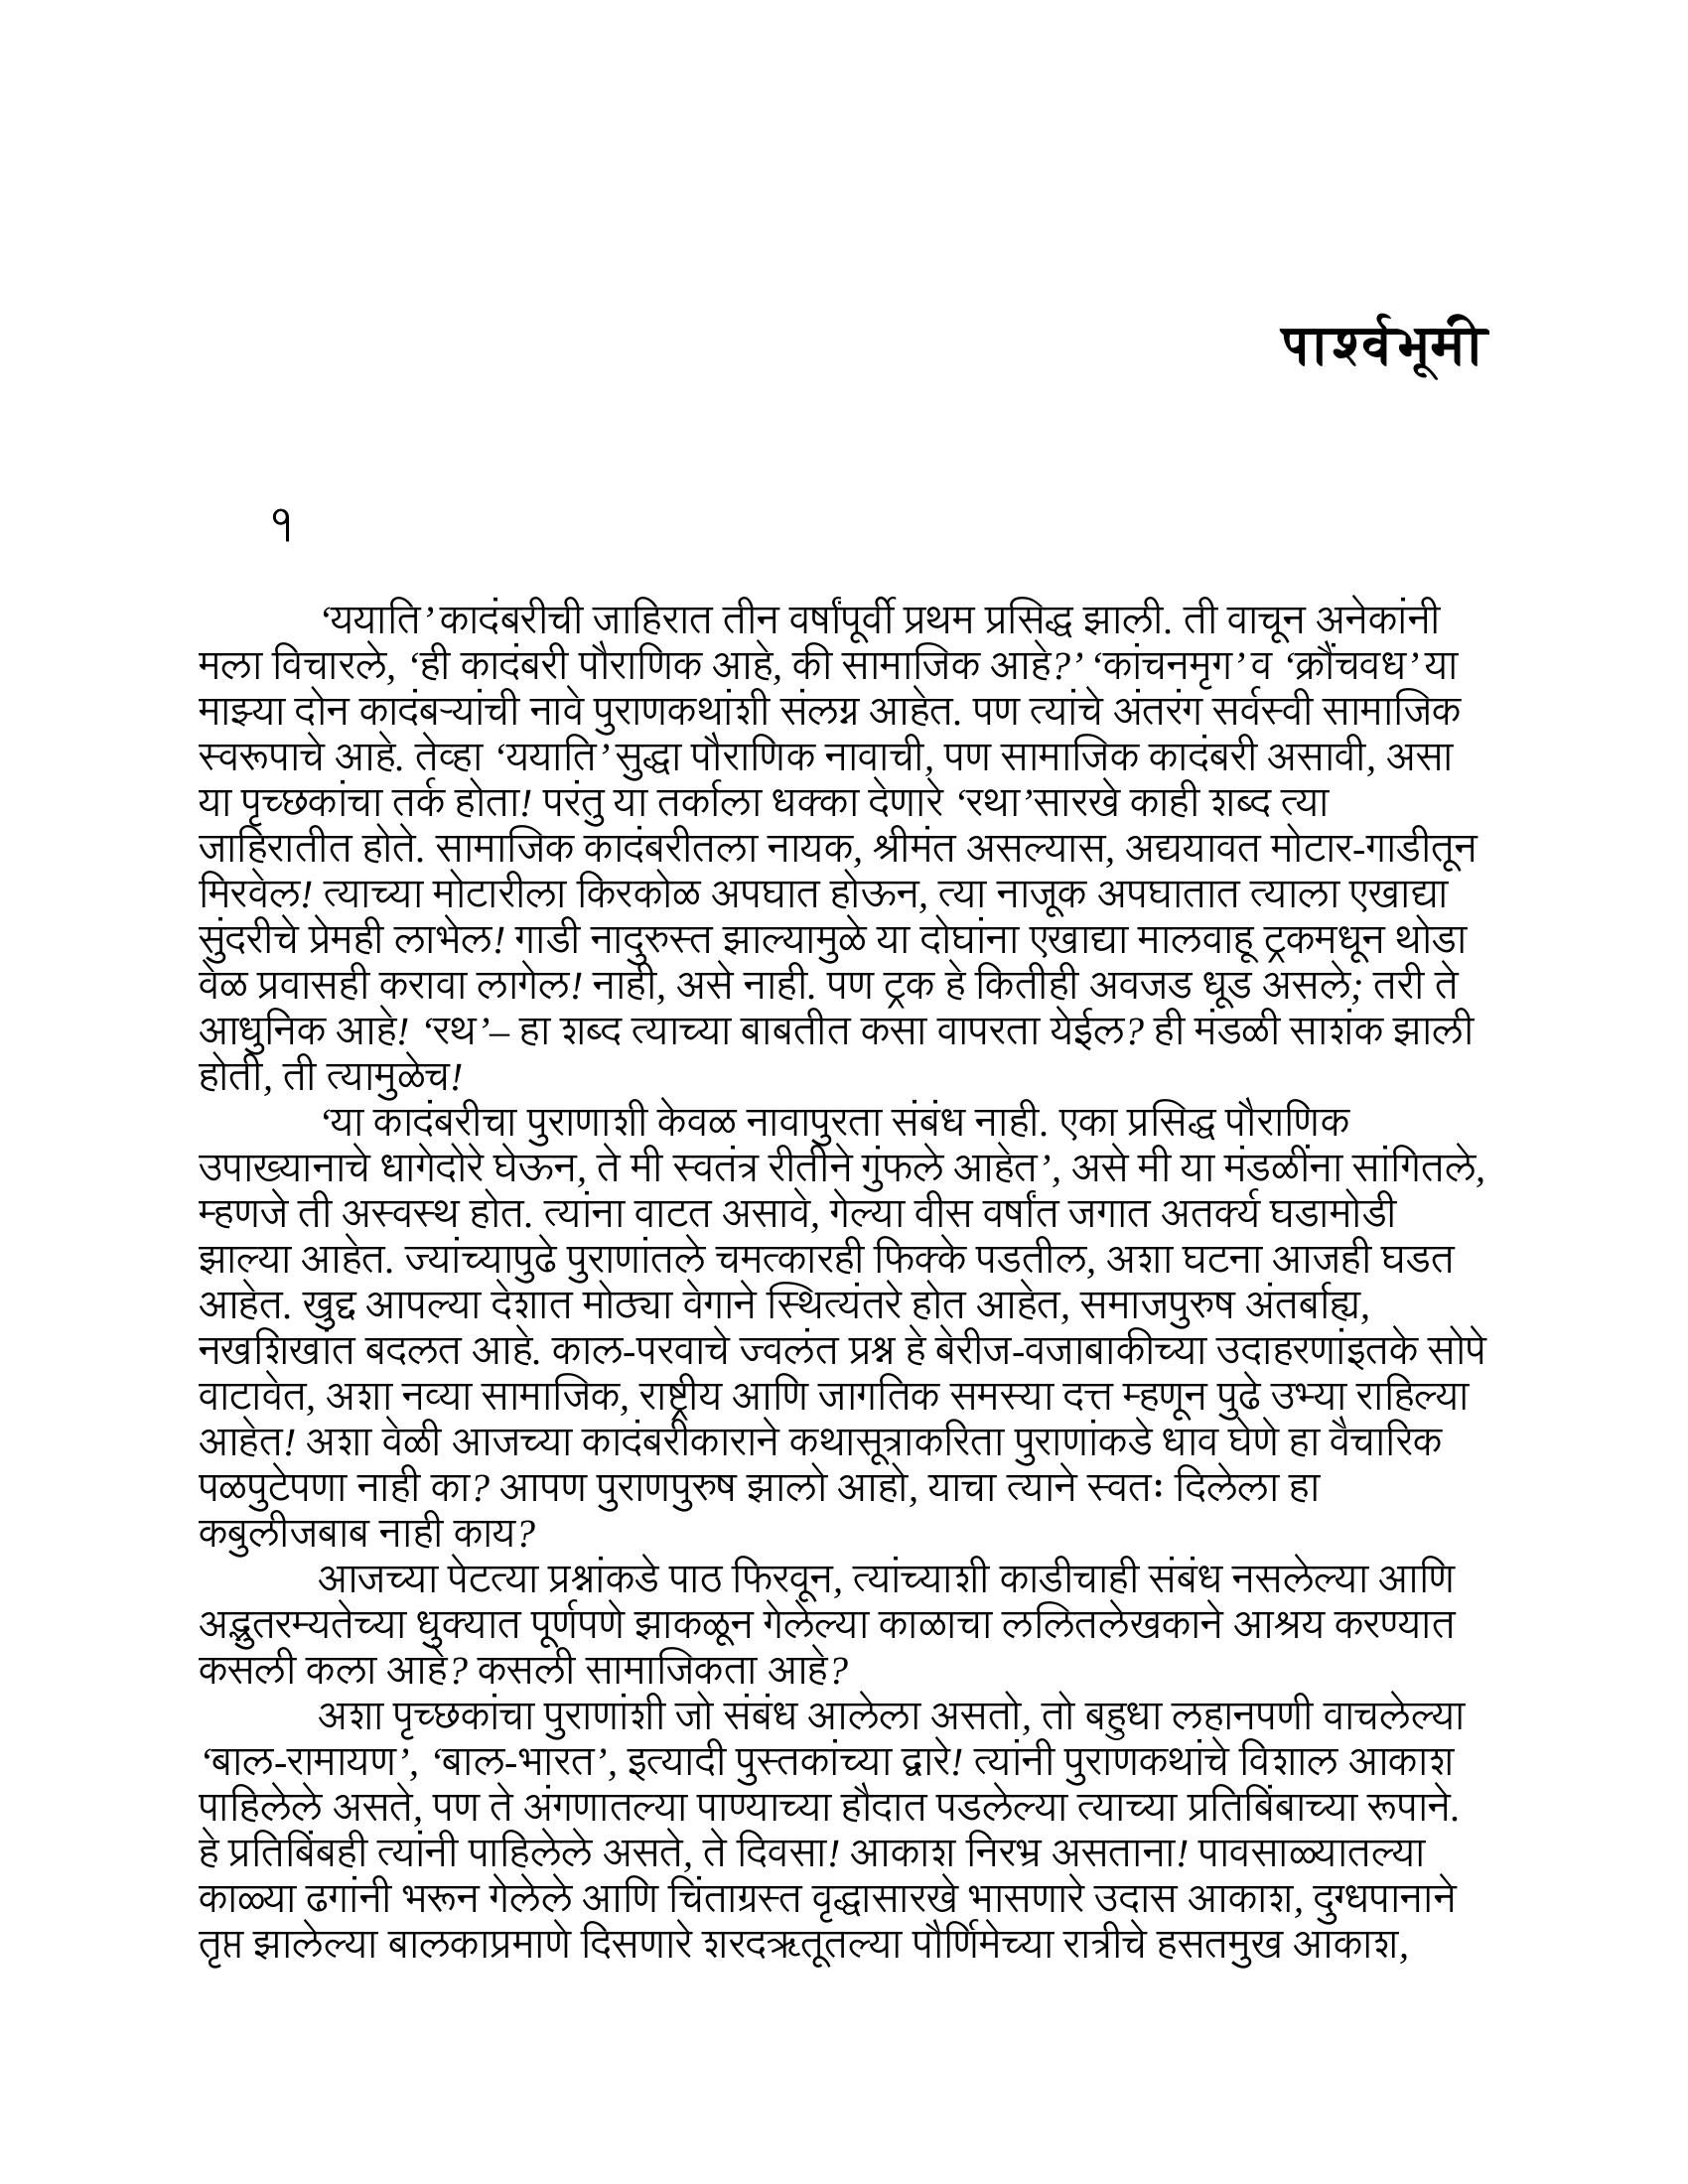 पार्श्वभूमी
१
‘ययाति’ कादंबरीची जाहिरात तीन वर्षांपूर्वी प्रथम प्रसिद्ध झाली. ती वाचून अनेकांनी
मला विचारले, ‘ही कादंबरी पौराणिक आहे, की सामाजिक आहे?’ ‘कांचनमृग’ व ‘क्रौंचवध’ या
माझ्या दोन कादंबऱ्यांची नावे पुराणकथांशी संलग्न आहेत. पण त्यांचे अंतरंग सर्वस्वी सामाजिक
स्वरूपाचे आहे. तेव्हा ‘ययाति’ सुद्धा पौराणिक नावाची, पण सामाजिक कादंबरी असावी, असा
या पृच्छकांचा तर्क होता! परंतु या तर्काला धक्का देणारे ‘रथा’सारखे काही शब्द त्या
जाहिरातीत होते. सामाजिक कादंबरीतला नायक, श्रीमंत असल्यास, अद्ययावत मोटार-गाडीतून
मिरवेल! त्याच्या मोटारीला किरकोळ अपघात होऊन, त्या नाजूक अपघातात त्याला एखाद्या
सुंदरीचे प्रेमही लाभेल! गाडी नादुरुस्त झाल्यामुळे या दोघांना एखाद्या मालवाहू ट्रकमधून थोडा
वेळ प्रवासही करावा लागेल! नाही, असे नाही. पण ट्रक हे कितीही अवजड धूड असले; तरी ते
आधुनिक आहे! ‘रथ’– हा शब्द त्याच्या बाबतीत कसा वापरता येईल? ही मंडळी साशंक झाली
होती, ती त्यामुळेच!
‘या कादंबरीचा पुराणाशी केवळ नावापुरता संबंध नाही. एका प्रसिद्ध पौराणिक
उपाख्यानाचे धागेदोरे घेऊन, ते मी स्वतंत्र रीतीने गुंफले आहेत’, असे मी या मंडळींना सांगितले,
म्हणजे ती अस्वस्थ होत. त्यांना वाटत असावे, गेल्या वीस वर्षांत जगात अतर्क्य घडामोडी
झाल्या आहेत. ज्यांच्यापुढे पुराणांतले चमत्कारही फिक्के पडतील, अशा घटना आजही घडत
आहेत. खुद्द आपल्या देशात मोठ्या वेगाने स्थित्यंतरे होत आहेत, समाजपुरुष अंतर्बाह्य,
नखशिखांत बदलत आहे. काल-परवाचे ज्वलंत प्रश्न हे बेरीज-वजाबाकीच्या उदाहरणांइतके सोपे
वाटावेत, अशा नव्या सामाजिक, राष्ट्रीय आणि जागतिक समस्या दत्त म्हणून पुढे उभ्या राहिल्या
आहेत! अशा वेळी आजच्या कादंबरीकाराने कथासूत्राकरिता पुराणांकडे धाव घेणे हा वैचारिक
पळपुटेपणा नाही का? आपण पुराणपुरुष झालो आहो, याचा त्याने स्वतः दिलेला हा
कबुलीजबाब नाही काय?
आजच्या पेटत्या प्रश्नांकडे पाठ फिरवून, त्यांच्याशी काडीचाही संबंध नसलेल्या आणि
अद्भुतरम्यतेच्या धुक्यात पूर्णपणे झाकळून गेलेल्या काळाचा ललितलेखकाने आश्रय करण्यात
कसली कला आहे? कसली सामाजिकता आहे?
अशा पृच्छकांचा पुराणांशी जो संबंध आलेला असतो, तो बहुधा लहानपणी वाचलेल्या
‘बाल-रामायण’, ‘बाल-भारत’, इत्यादी पुस्तकांच्या द्वारे! त्यांनी पुराणकथांचे विशाल आकाश
पाहिलेले असते, पण ते अंगणातल्या पाण्याच्या हौदात पडलेल्या त्याच्या प्रतिबिंबाच्या रूपाने.
हे प्रतिबिंबही त्यांनी पाहिलेले असते, ते दिवसा! आकाश निरभ्र असताना! पावसाळ्यातल्या
काळ्या ढगांनी भरून गेलेले आणि चिंताग्रस्त वृद्धासारखे भासणारे उदास आकाश, दुग्धपानाने
तृप्त झालेल्या बालकाप्रमाणे दिसणारे शरदऋतूतल्या पौर्णिमेच्या रात्रीचे हसतमुख आकाश,